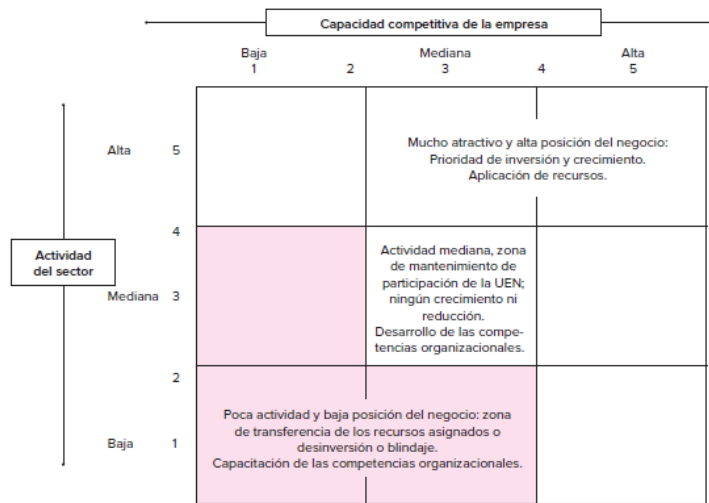 Capacidad competitiva de la empresa
Baja Mediana Alta
1 2 3 4 5
Mucho atractivo y alta posición del negocio:
Alta 5
Prioridad de inversión y crecimiento.
Aplicación de recursos.
4
Actividad
del sector
Actividad mediana, zona
de mantenimiento de
participación de la UEN;
Mediana 3
ningún crecimiento ni
reducción.
Desarrollo de las compe-
tencias organizacionales.
2
Poca actividad y baja posición del negocio: zona
de transferencia de los recursos asignados o
Baja 1
desinversión o blindaje.
Capacitación de las competencias organizacionales.